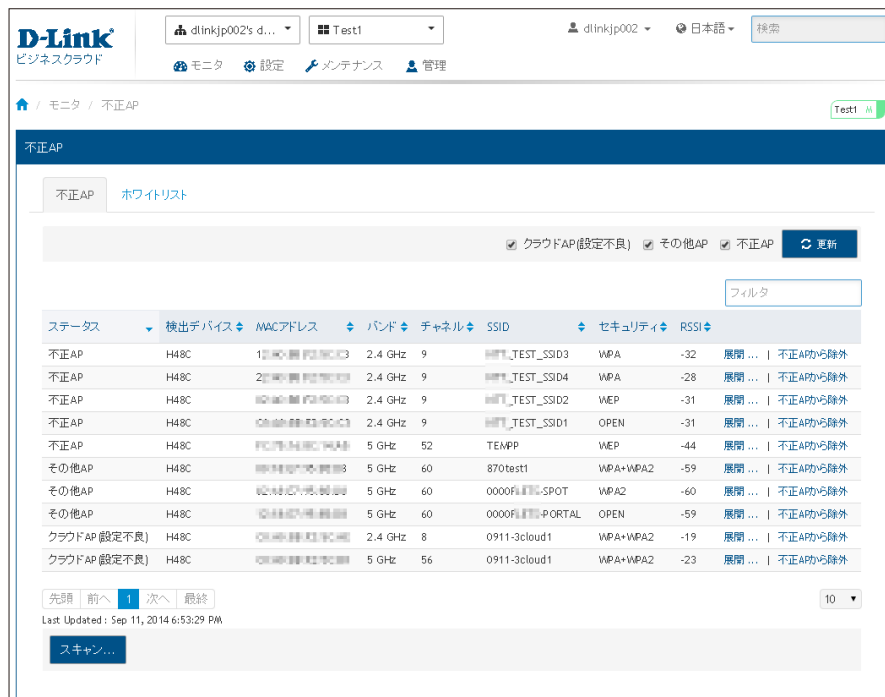 D-Link
ビジネスクラウド
dlinkjp002's d... Test1 dlinkjp002 日本語 検索
モニタ 設定 メンテナンス 管理
/ モニタ / 不正AP
Test1
不正AP
不正AP ホワイトリスト
クラウドAP(設定不良) その他AP 不正AP 更新
フィルタ
ステータス 検出デバイス MACアドレス バンド チャネル SSID セキュリティ RSSI
不正AP H48C 2.4 GHz 9 _TEST_SSID3 WPA -32 展開 ... | 不正APから除外
不正AP H48C 2.4 GHz 9 _TEST_SSID4 WPA -28 展開 ... | 不正APから除外
不正AP H48C 2.4 GHz 9 _TEST_SSID2 WEP -31 展開 ... | 不正APから除外
不正AP H48C 2.4 GHz 9 _TEST_SSID1 OPEN -31 展開 ... | 不正APから除外
不正AP H48C 5 GHz 52 TEMPP WEP -44 展開 ... | 不正APから除外
その他AP H48C 5 GHz 60 870test1 WPA+WPA2 -59 展開 ... | 不正APから除外
その他AP H48C 5 GHz 60 0000F -SPOT WPA2 -60 展開 ... | 不正APから除外
その他AP H48C 5 GHz 60 0000F -PORTAL OPEN -59 展開 ... | 不正APから除外
クラウドAP(設定不良) H48C 2.4 GHz 8 0911-3cloud1 WPA+WPA2 -19 展開 ... | 不正APから除外
クラウドAP(設定不良) H48C 5 GHz 56 0911-3cloud1 WPA+WPA2 -23 展開 ... | 不正APから除外
先頭 前へ 1 次へ 最終 10
Last Updated : Sep 11, 2014 6:53:29 PM
スキャン...